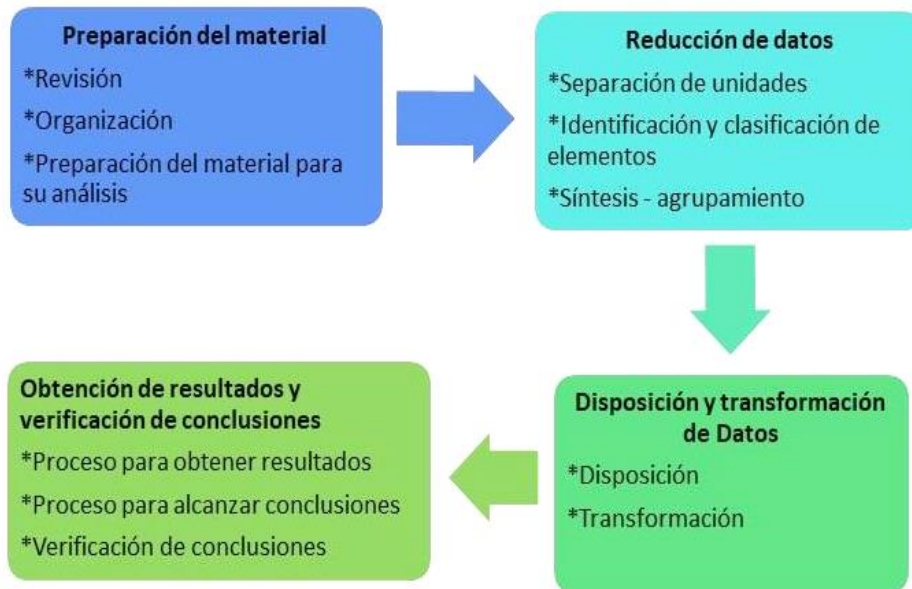 Preparación del material
*Revisión
*Organización
*Preparación del material para
su análisis
Reducción de datos
*Separación de unidades
*Identificación y clasificación de
elementos
*Síntesis - agrupamiento
Disposición y transformación
de Datos
*Disposición
*Transformación
Obtención de resultados y
verificación de conclusiones
*Proceso para obtener resultados
*Proceso para alcanzar conclusiones
*Verificación de conclusiones